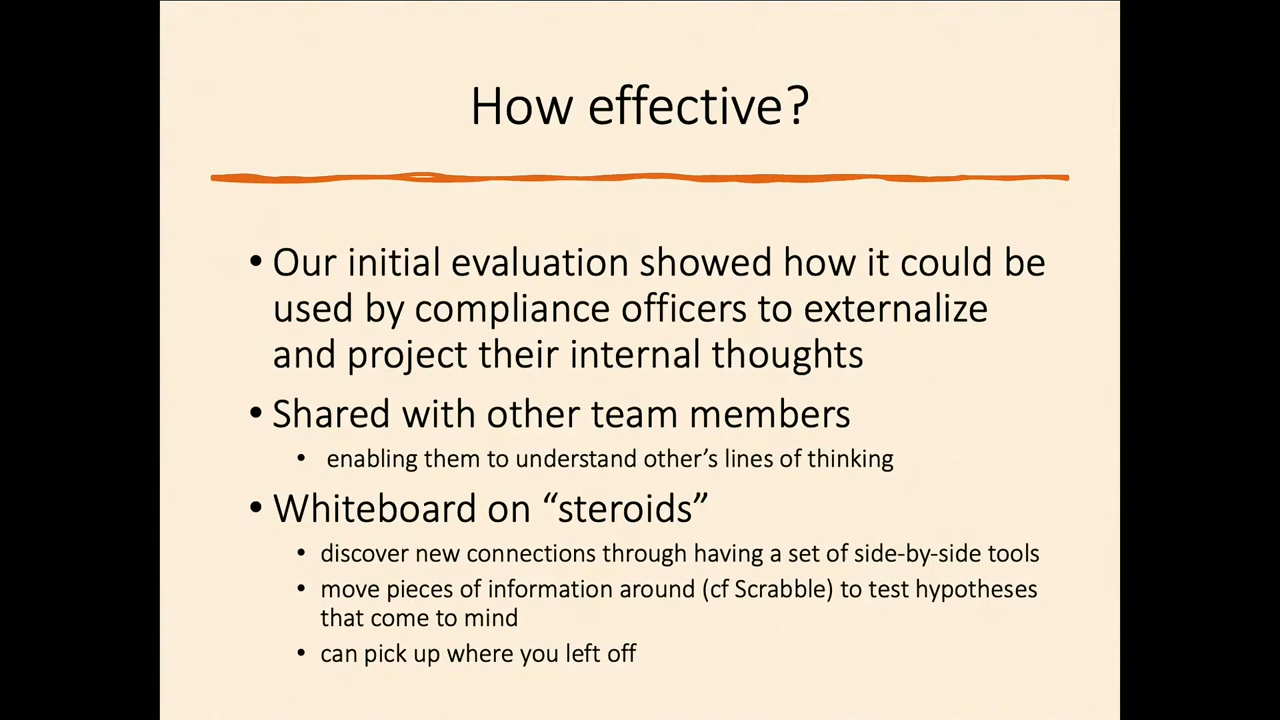 How effective?
• Our initial evaluation showed how it could be
used by compliance officers to externalize
and project their internal thoughts
• Shared with other team members
• enabling them to understand other’s lines of thinking
• Whiteboard on “steroids”
• discover new connections through having a set of side-by-side tools
• move pieces of information around (cf Scrabble) to test hypotheses
that come to mind
• can pick up where you left off